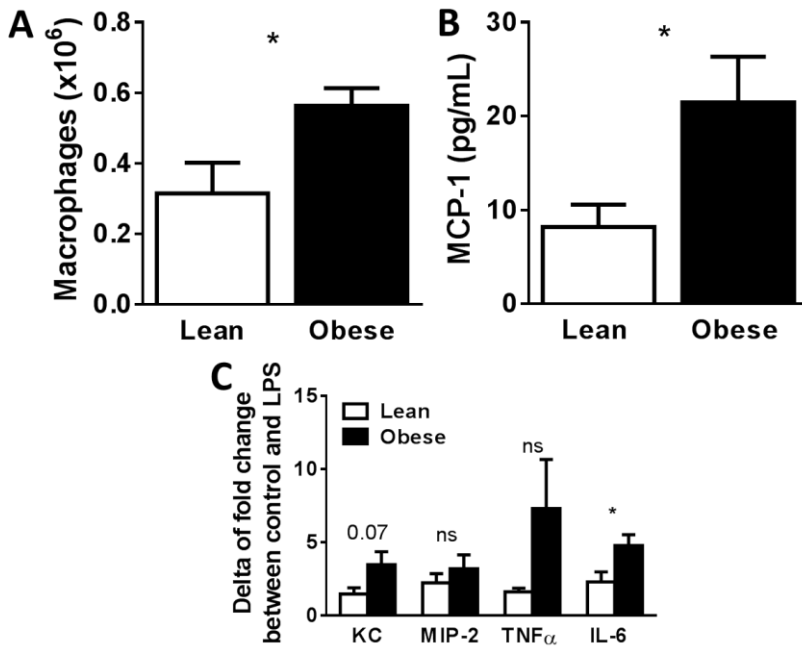 A
Macrophages (x10⁶)
0.8
0.6
0.4
0.2
0.0
*
Lean
Obese
B
MCP-1 (pg/mL)
30
20
10
0
*
Lean
Obese
C
Delta of fold change
between control and LPS
15
10
5
0
Lean
Obese
0.07
ns
ns
*
KC
MIP-2
TNFα
IL-6